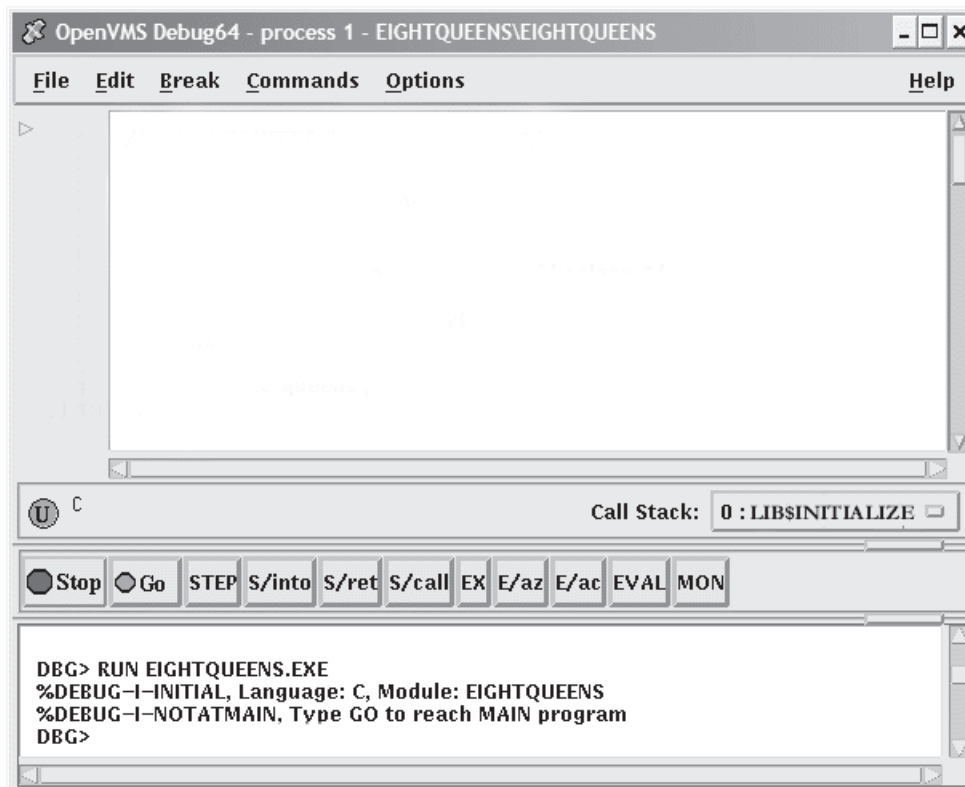 OpenVMS Debug64 - process 1 - EIGHTQUEENS\EIGHTQUEENS
File Edit Break Commands Options Help
U C Call Stack: 0 : LIB$INITIALIZE
Stop Go STEP S/into S/ret S/call EX E/az E/ac EVAL MON
DBG> RUN EIGHTQUEENS.EXE
%DEBUG-I-INITIAL, Language: C, Module: EIGHTQUEENS
%DEBUG-I-NOTATMAIN, Type GO to reach MAIN program
DBG>